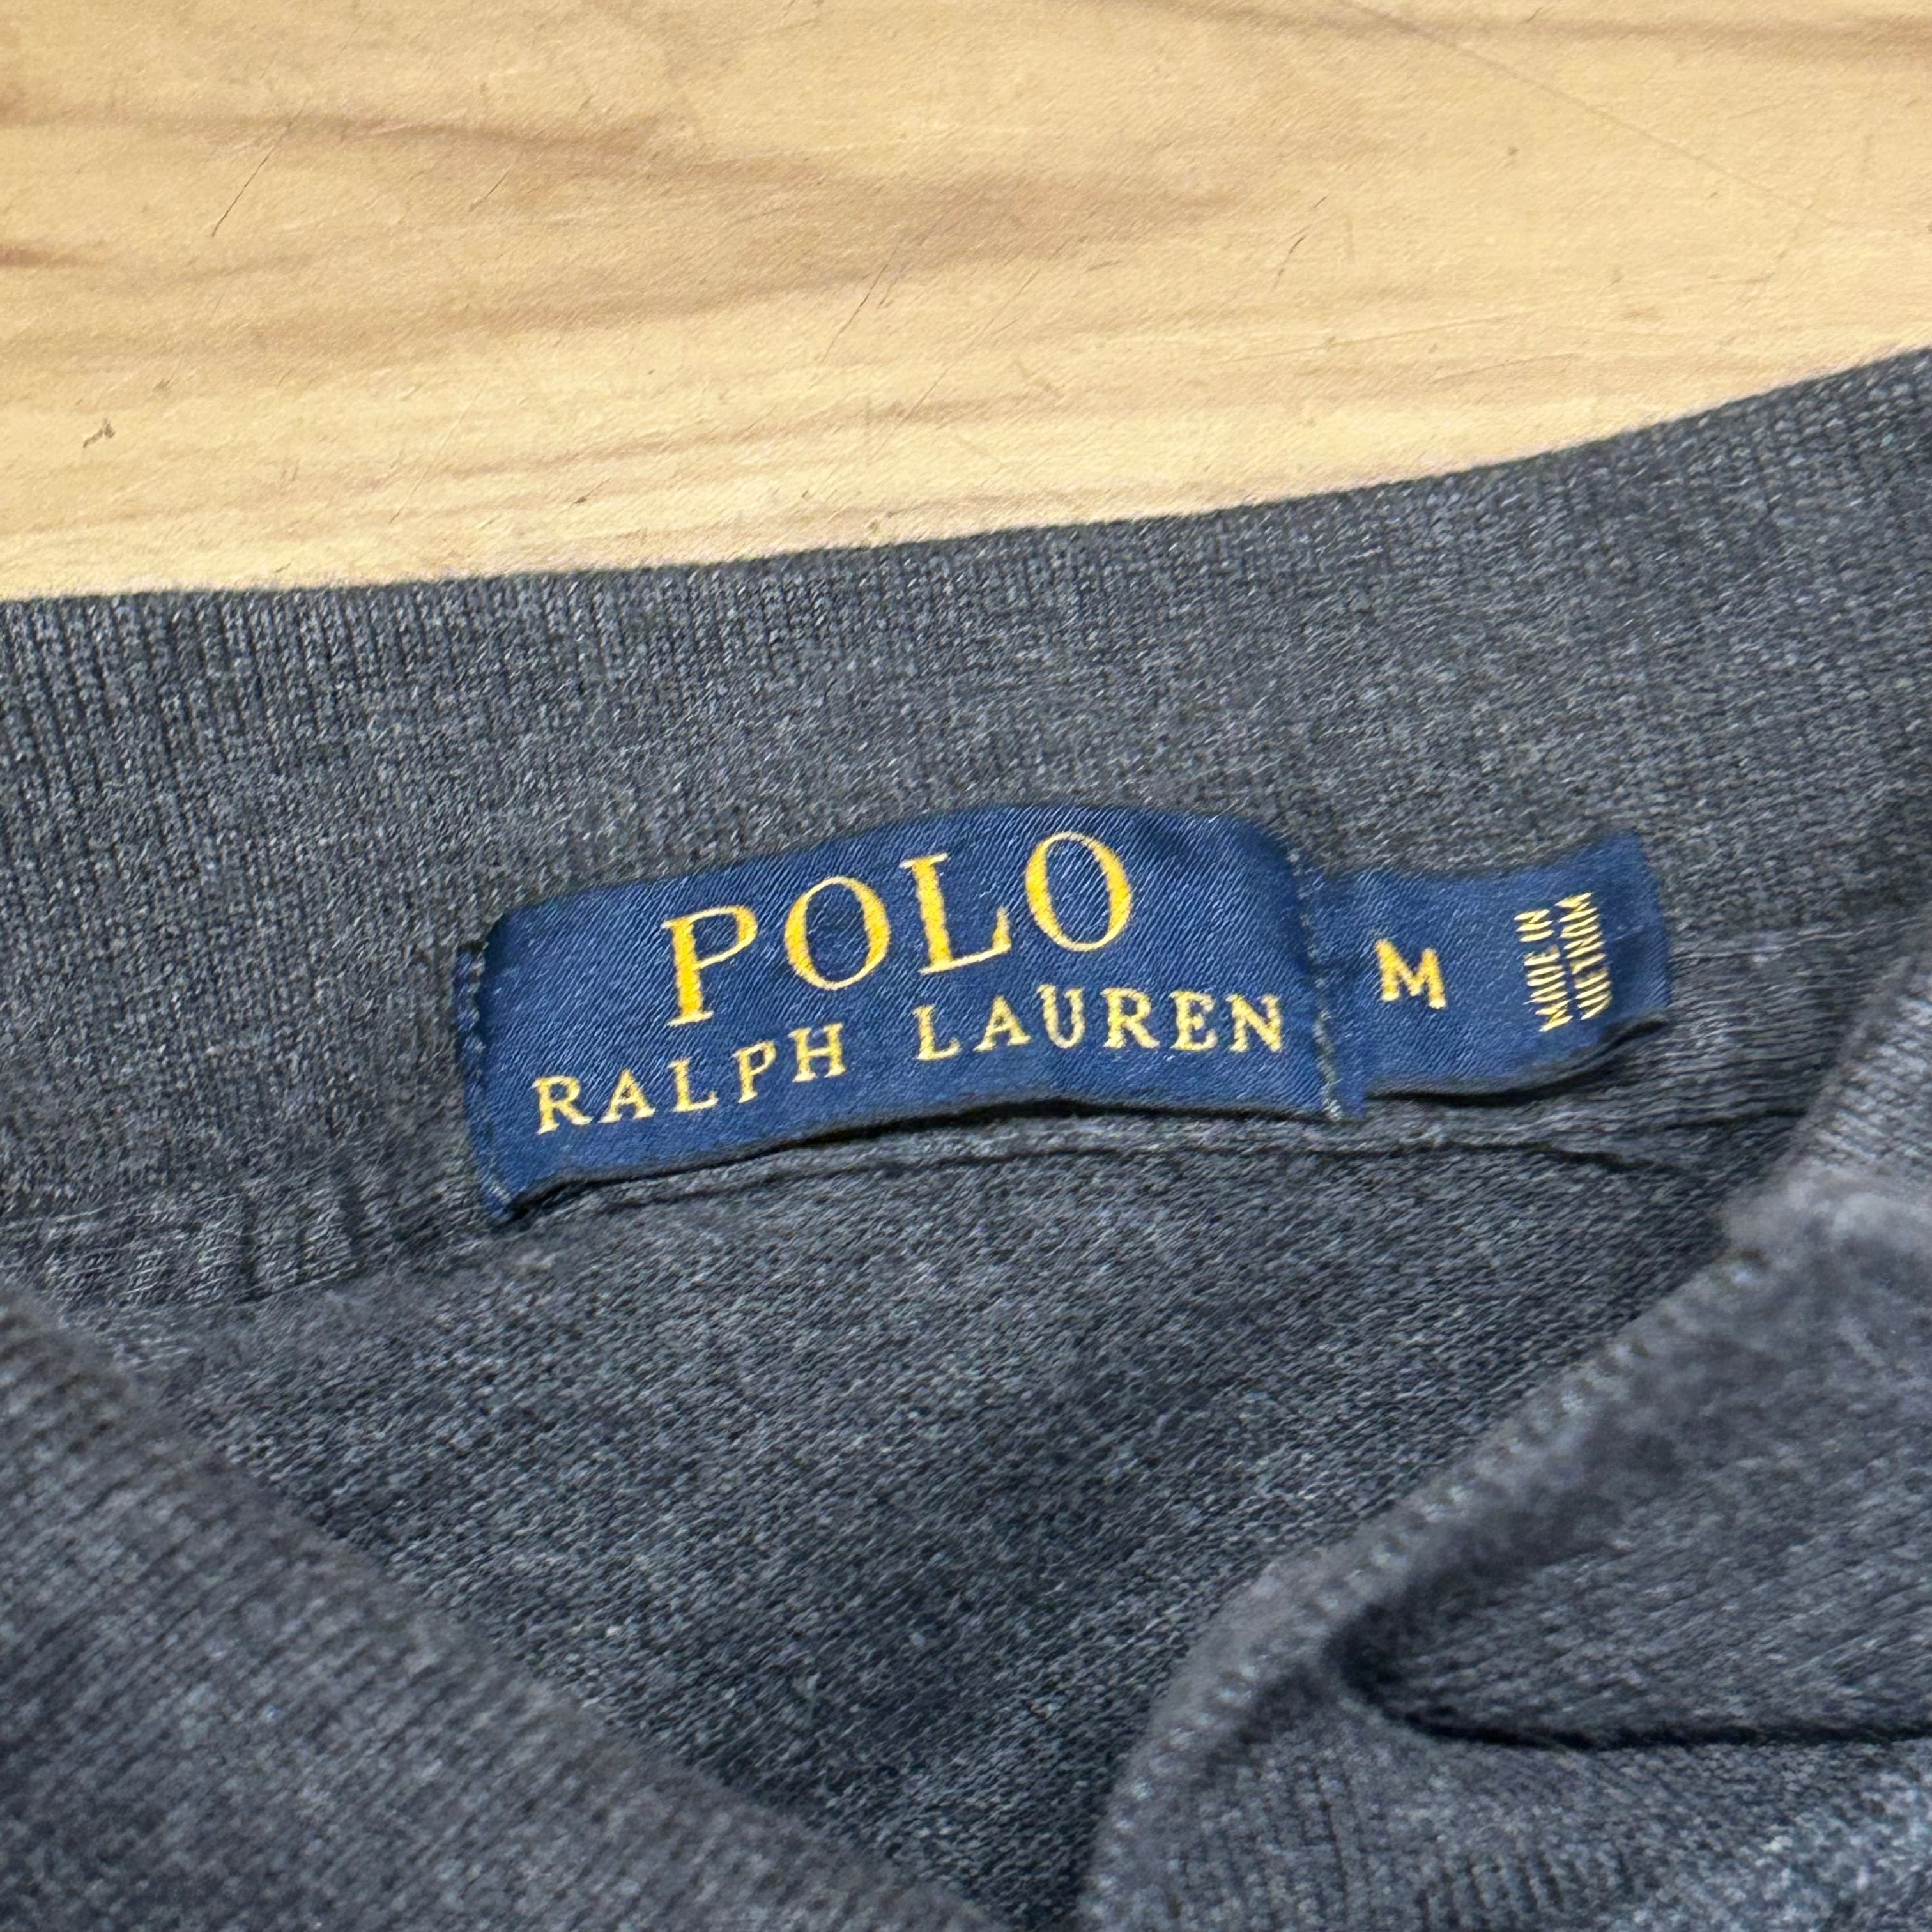 POLO
RALPH LAUREN
M
MADE IN
VIETNAM